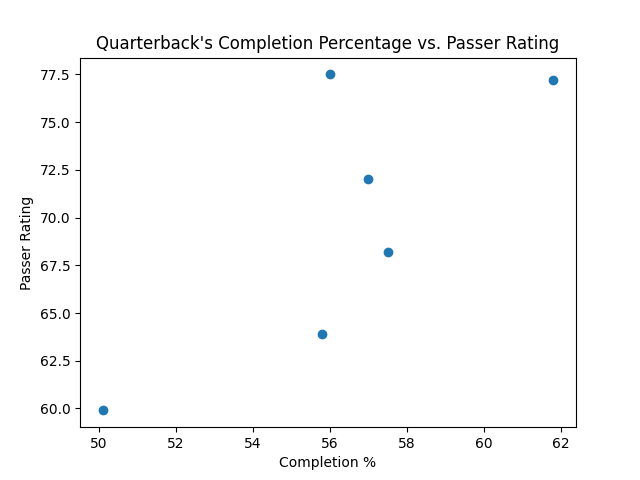 Quarterback's Completion Percentage vs. Passer Rating
77.5
75.0
72.5
70.0
67.5
65.0
62.5
60.0
Passer Rating
50 52 54 56 58 60 62
Completion %